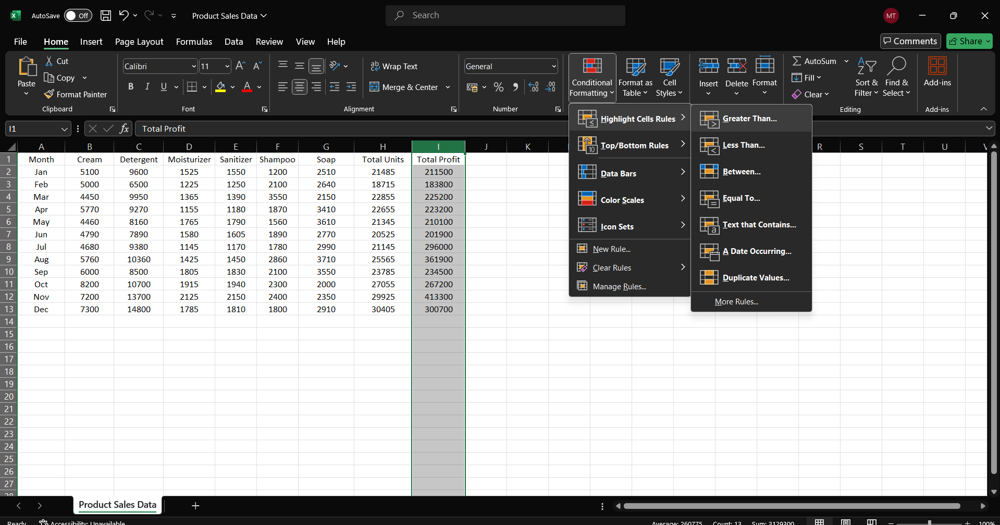 AutoSave Off Product Sales Data Search MT
File Home Insert Page Layout Formulas Data Review View Help Comments Share
Paste Cut Copy Format Painter Clipboard
Calibri 11 B I U A Font
Wrap Text Merge & Center Alignment
General % Number
Conditional Formatting Format as Table Cell Styles
Insert Delete Format
AutoSum Fill Clear Sort & Filter Find & Select Editing
Add-ins Add-ins
I1 fx Total Profit
A B C D E F G H I J K R S T U V
1 Month Cream Detergent Moisturizer Sanitizer Shampoo Soap Total Units Total Profit
2 Jan 5100 9600 1525 1550 1200 2510 21485 211500
3 Feb 5000 6500 1225 1250 2100 2640 18715 183800
4 Mar 4450 9950 1365 1390 3550 2150 22855 225200
5 Apr 5770 9270 1155 1180 1870 3410 22655 223200
6 May 4460 8160 1765 1790 1560 3610 21345 210100
7 Jun 4790 7890 1580 1605 1890 2770 20525 201900
8 Jul 4680 9380 1145 1170 1780 2990 21145 296000
9 Aug 5760 10360 1425 1450 2860 3710 25565 361900
10 Sep 6000 8500 1805 1830 2100 3550 23785 234500
11 Oct 8200 10700 1915 1940 2300 2000 27055 267200
12 Nov 7200 13700 2125 2150 2400 2350 29925 413300
13 Dec 7300 14800 1785 1810 1800 2910 30405 300700
14
15
16
17
18
19
20
21
22
23
24
25
26
27
28
Highlight Cells Rules
Top/Bottom Rules
Data Bars
Color Scales
Icon Sets
New Rule...
Clear Rules
Manage Rules...
Greater Than...
Less Than...
Between...
Equal To...
Text that Contains...
A Date Occurring...
Duplicate Values...
More Rules...
Product Sales Data
Ready Accessibility: Unavailable Average: 260775 Count: 13 Sum: 3129300 100%